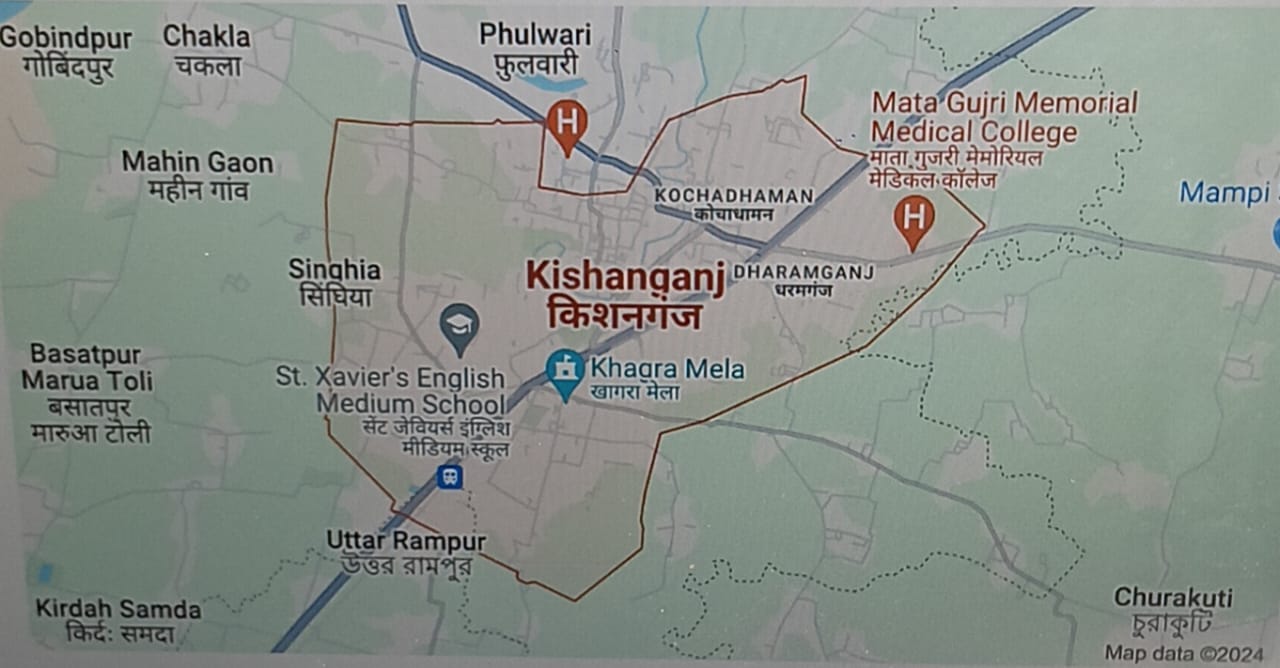 Gobindpur
गोबिंदपुर
Chakla
चकला
Phulwari
फुलवारी
H
Mata Gujri Memorial
Medical College
माता गुजरी मेमोरियल
मेडिकल कॉलेज
H
Mahin Gaon
महीन गांव
KOCHADHAMAN
कोचाधामन
Mampi
Singhia
सिंघिया
Kishanganj
किशनगंज
DHARAMGANJ
धरमगंज
Basatpur
Marua Toli
बसातपुर
मारुआ टोली
St. Xavier's English
Medium School
सेंट जेवियर्स इंग्लिश
मीडियम स्कूल
Khagra Mela
खागरा मेला
Uttar Rampur
উত্তর রামপুর
Kirdah Samda
किर्दः समदा
Churakuti
চুরাকুটি
Map data ©2024